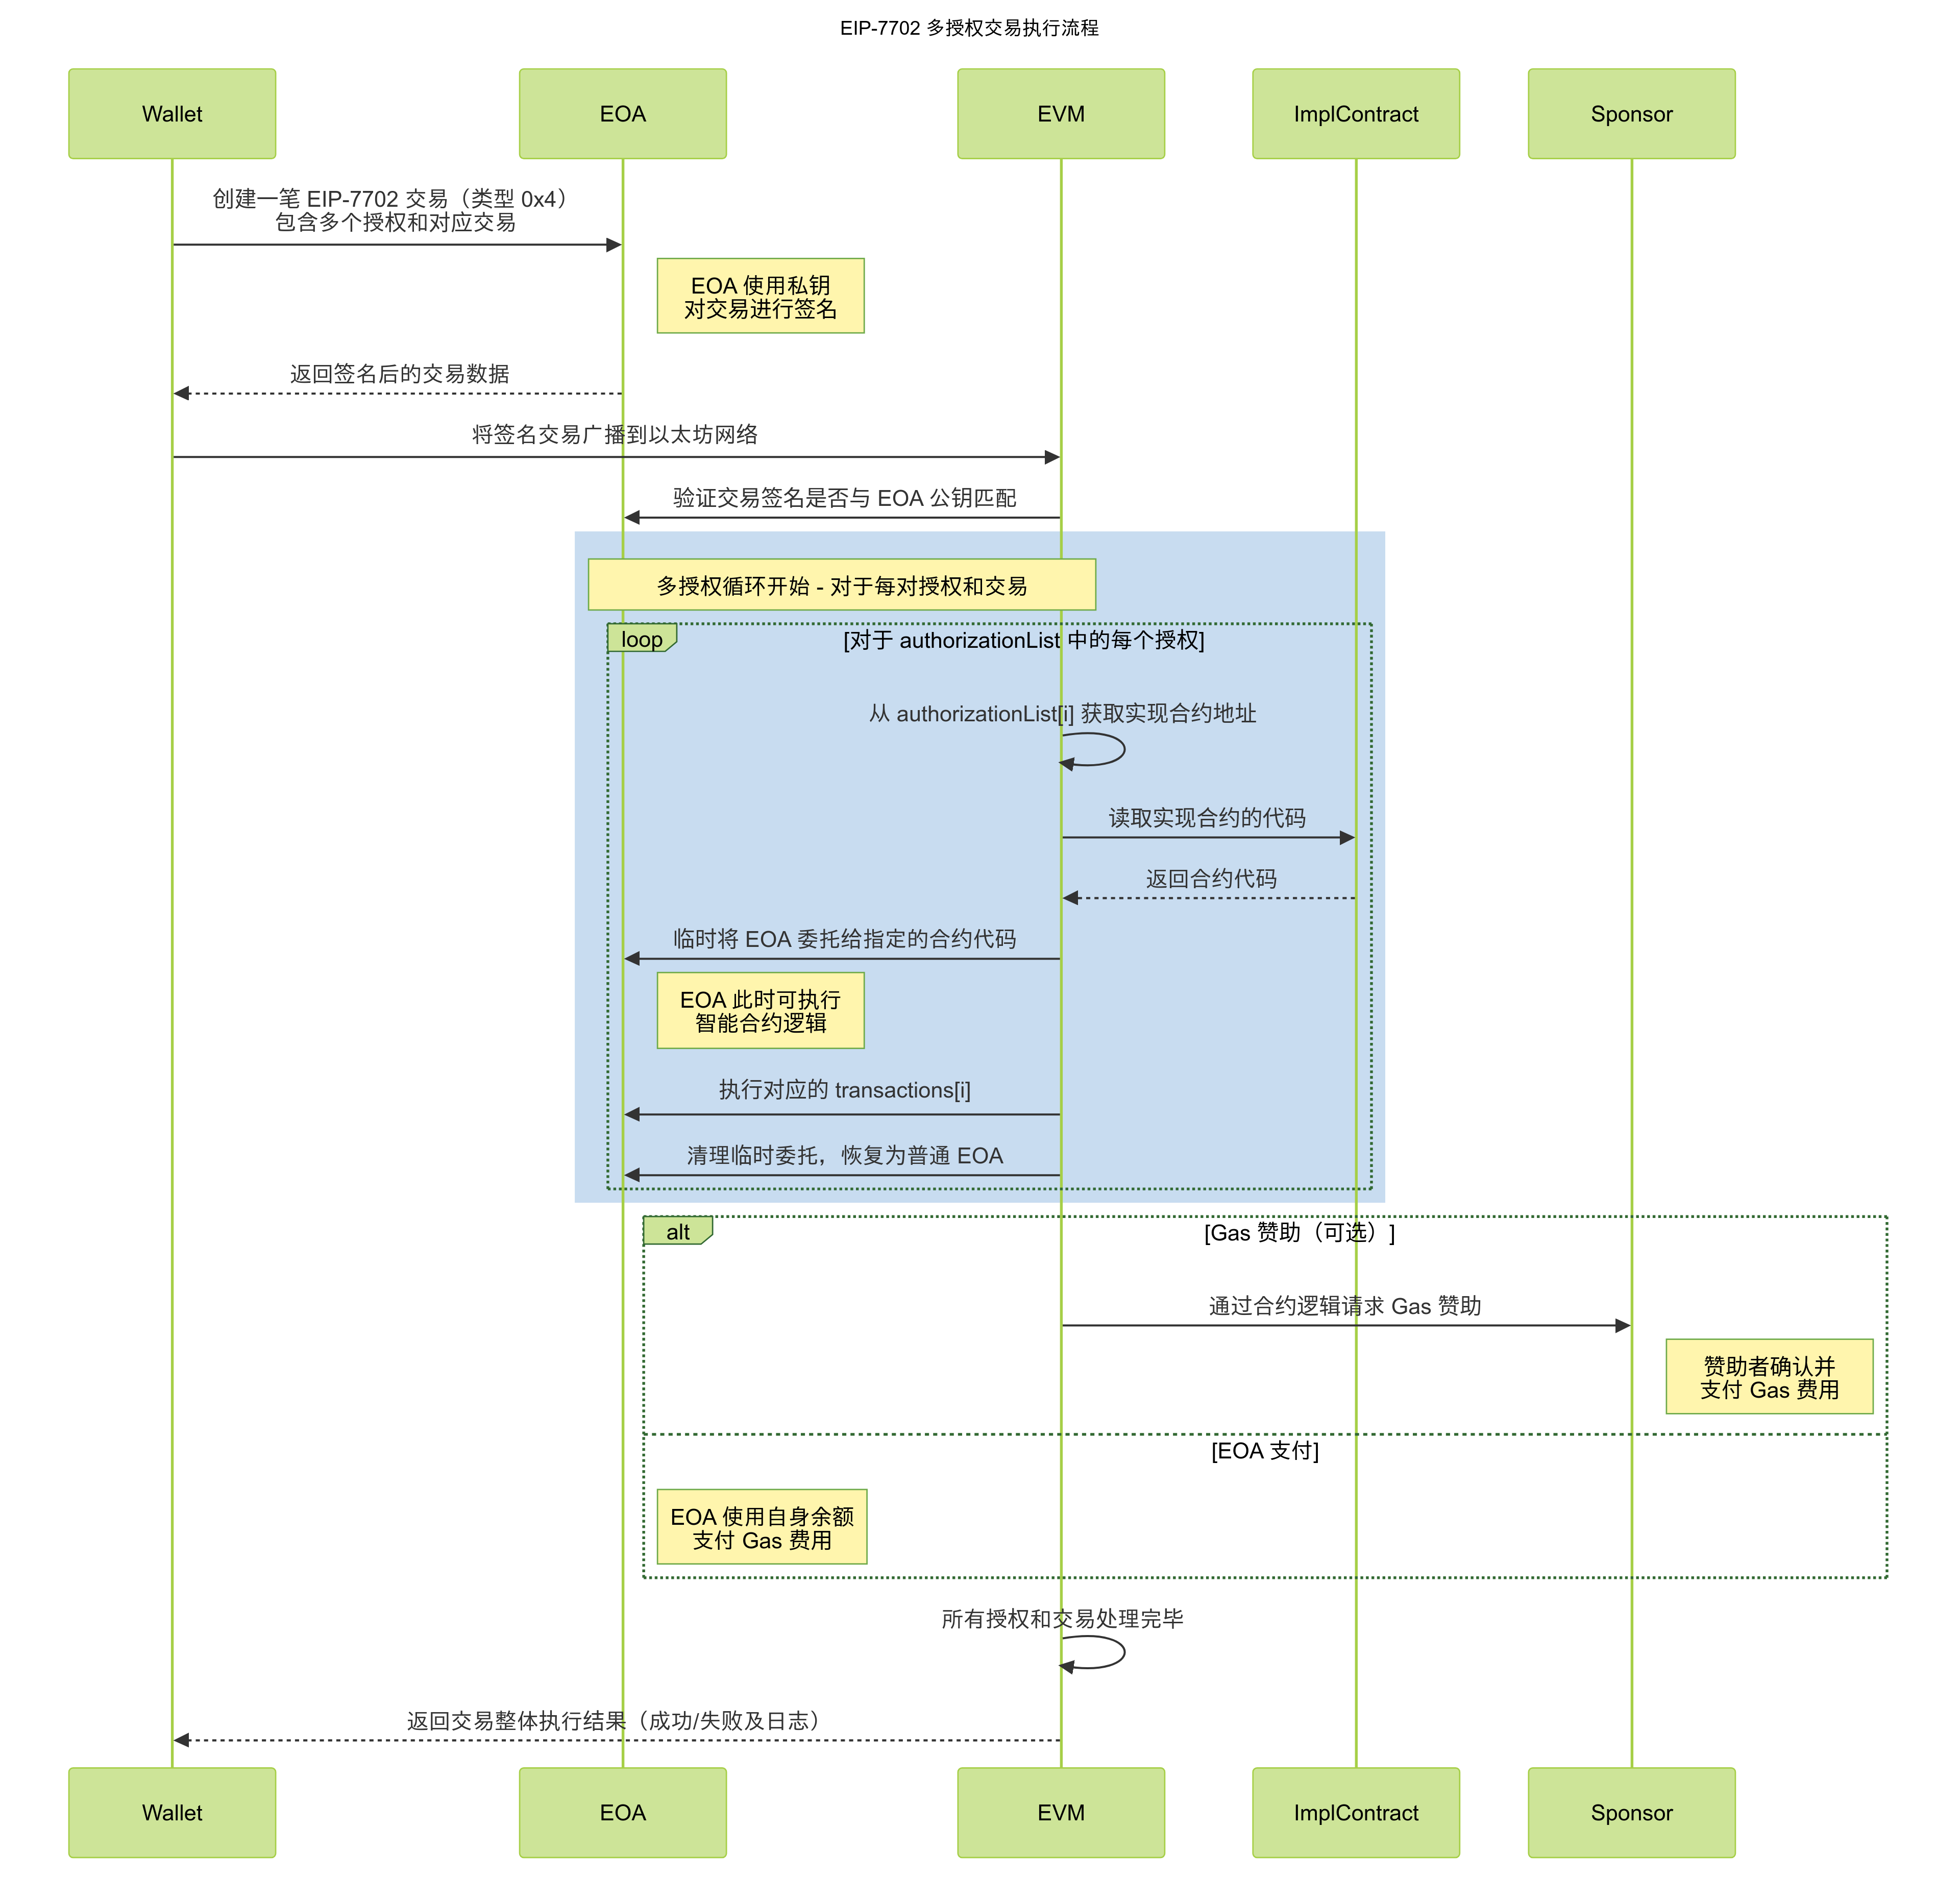 EIP-7702 多授权交易执行流程
Wallet
EOA
EVM
ImplContract
Sponsor
创建一笔 EIP-7702 交易（类型 0x4）
包含多个授权和对应交易
EOA 使用私钥
对交易进行签名
返回签名后的交易数据
将签名交易广播到以太坊网络
验证交易签名是否与 EOA 公钥匹配
多授权循环开始 - 对于每对授权和交易
loop
[对于 authorizationList 中的每个授权]
从 authorizationList[i] 获取实现合约地址
读取实现合约的代码
返回合约代码
临时将 EOA 委托给指定的合约代码
EOA 此时可执行
智能合约逻辑
执行对应的 transactions[i]
清理临时委托，恢复为普通 EOA
alt
[Gas 赞助（可选）]
通过合约逻辑请求 Gas 赞助
赞助者确认并
支付 Gas 费用
[EOA 支付]
EOA 使用自身余额
支付 Gas 费用
所有授权和交易处理完毕
返回交易整体执行结果（成功/失败及日志）
Wallet
EOA
EVM
ImplContract
Sponsor